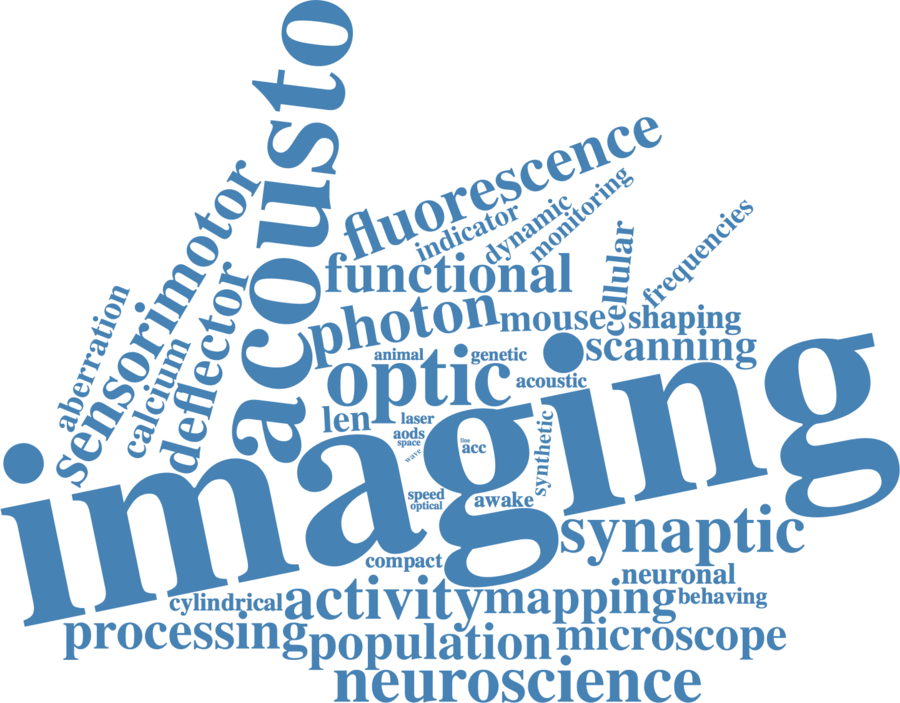 acousto
fluorescence
indicator
dynamic
monitoring
sensorimotor
frequencies
cellular
functional
deflector
aberration
calcium
photon
mouse
shaping
scanning
animal
genetic
optic
acoustic
len
laser
aods
space
wave
line
acc
synthetic
imaging
speed
optical
awake
synaptic
compact
neuronal
cylindrical
activity
mapping
behaving
processing
population
microscope
neuroscience